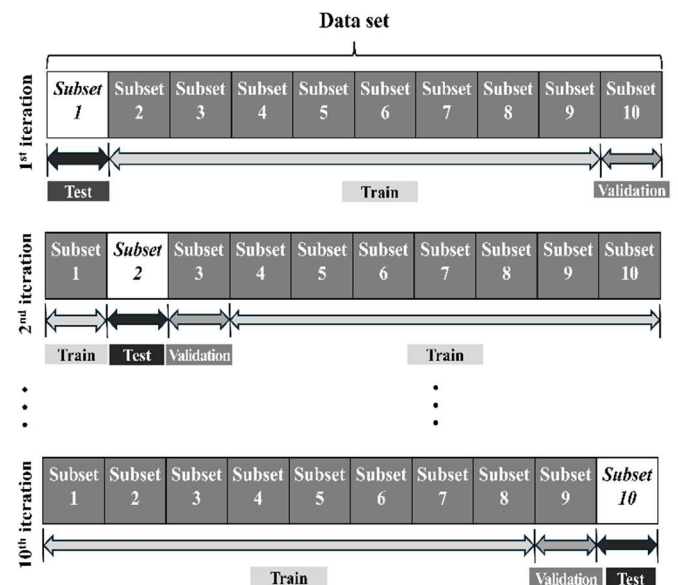 Data set
1st iteration
Subset 1 Subset 2 Subset 3 Subset 4 Subset 5 Subset 6 Subset 7 Subset 8 Subset 9 Subset 10
Test Train Validation
2nd iteration
Subset 1 Subset 2 Subset 3 Subset 4 Subset 5 Subset 6 Subset 7 Subset 8 Subset 9 Subset 10
Train Test Validation Train
10th iteration
Subset 1 Subset 2 Subset 3 Subset 4 Subset 5 Subset 6 Subset 7 Subset 8 Subset 9 Subset 10
Train Validation Test